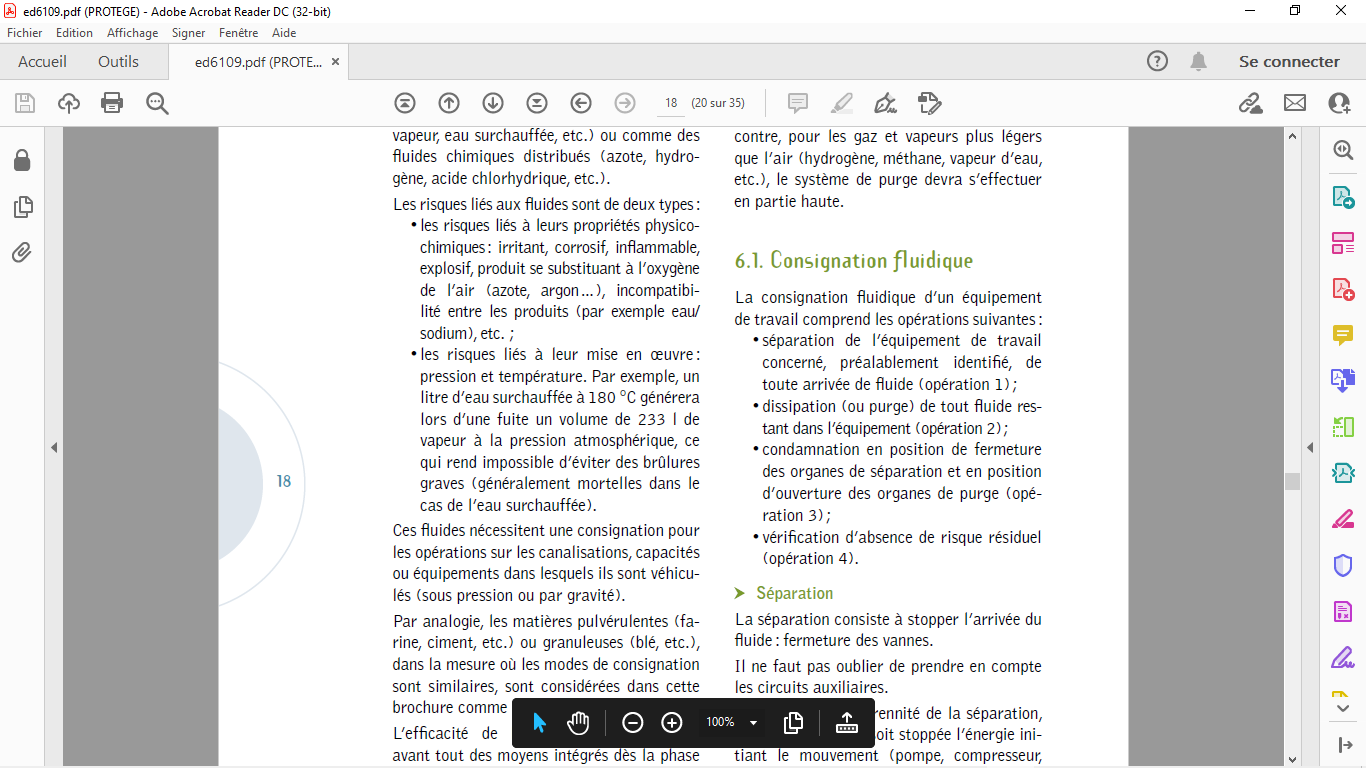 ed6109.pdf (PROTEGE) - Adobe Acrobat Reader DC (32-bit)
Fichier Edition Affichage Signer Fenêtre Aide
Accueil Outils ed6109.pdf (PROTE... × Se connecter
18 (20 sur 35)
vapeur, eau surchauffée, etc.) ou comme des
fluides chimiques distribués (azote, hydro-
gène, acide chlorhydrique, etc.).
Les risques liés aux fluides sont de deux types :
• les risques liés à leurs propriétés physico-
chimiques : irritant, corrosif, inflammable,
explosif, produit se substituant à l'oxygène
de l'air (azote, argon...), incompatibi-
lité entre les produits (par exemple eau/
sodium), etc. ;
• les risques liés à leur mise en œuvre :
pression et température. Par exemple, un
litre d'eau surchauffée à 180 °C générera
lors d'une fuite un volume de 233 l de
vapeur à la pression atmosphérique, ce
qui rend impossible d'éviter des brûlures
graves (généralement mortelles dans le
cas de l'eau surchauffée).
Ces fluides nécessitent une consignation pour
les opérations sur les canalisations, capacités
ou équipements dans lesquels ils sont véhicu-
lés (sous pression ou par gravité).
Par analogie, les matières pulvérulentes (fa-
rine, ciment, etc.) ou granuleuses (blé, etc.),
dans la mesure où les modes de consignation
sont similaires, sont considérées dans cette
brochure comme
L'efficacité de
avant tout des moyens intégrés dès la phase
18
contre, pour les gaz et vapeurs plus légers
que l'air (hydrogène, méthane, vapeur d'eau,
etc.), le système de purge devra s'effectuer
en partie haute.
6.1. Consignation fluidique
La consignation fluidique d'un équipement
de travail comprend les opérations suivantes :
• séparation de l'équipement de travail
concerné, préalablement identifié, de
toute arrivée de fluide (opération 1) ;
• dissipation (ou purge) de tout fluide res-
tant dans l'équipement (opération 2) ;
• condamnation en position de fermeture
des organes de séparation et en position
d'ouverture des organes de purge (opé-
ration 3) ;
• vérification d'absence de risque résiduel
(opération 4).
➤ Séparation
La séparation consiste à stopper l'arrivée du
fluide : fermeture des vannes.
Il ne faut pas oublier de prendre en compte
les circuits auxiliaires.
rennité de la séparation,
oit stoppée l'énergie ini-
tiant le mouvement (pompe, compresseur,
100%